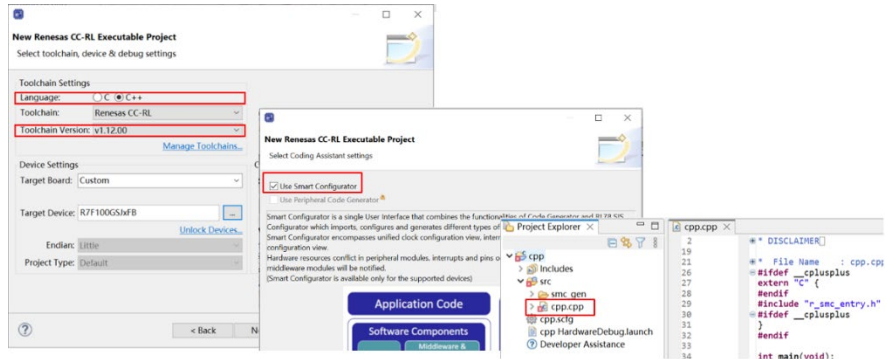 New Renesas CC-RL Executable Project
Select toolchain, device & debug settings
Toolchain Settings
Language: C C++
Toolchain: Renesas CC-RL
Toolchain Version: v1.12.00
Manage Toolchains...
Device Settings
Target Board: Custom
Target Device: R7F100GSJxFB
...
Unlock Devices...
Endian: Little
Project Type: Default
< Back
New Renesas CC-RL Executable Project
Select Coding Assistant settings
Use Smart Configurator
Use Peripheral Code Generator
Smart Configurator is a single User Interface that combines the functionalities of Code Generator and
Smart Configurator which imports, configures and generates different types of
Smart Configurator encompasses unified clock configuration view, inter
configuration view.
Hardware resources conflict in peripheral modules, interrupts and pins o
middleware modules will be notified.
(Smart Configurator is available only for the supported devices)
Application Code
Software Components
Middleware &
Project Explorer
cpp
Includes
src
smc_gen
cpp.cpp
cpp.scfg
cpp HardwareDebug.launch
Developer Assistance
cpp.cpp
2 * DISCLAIMER
19
21 * File Name : cpp.cpp
26 #ifdef __cplusplus
27 extern "C" {
28 #endif
29 #include "r_smc_entry.h"
30 #ifdef __cplusplus
31 }
32 #endif
33
34 int main(void);